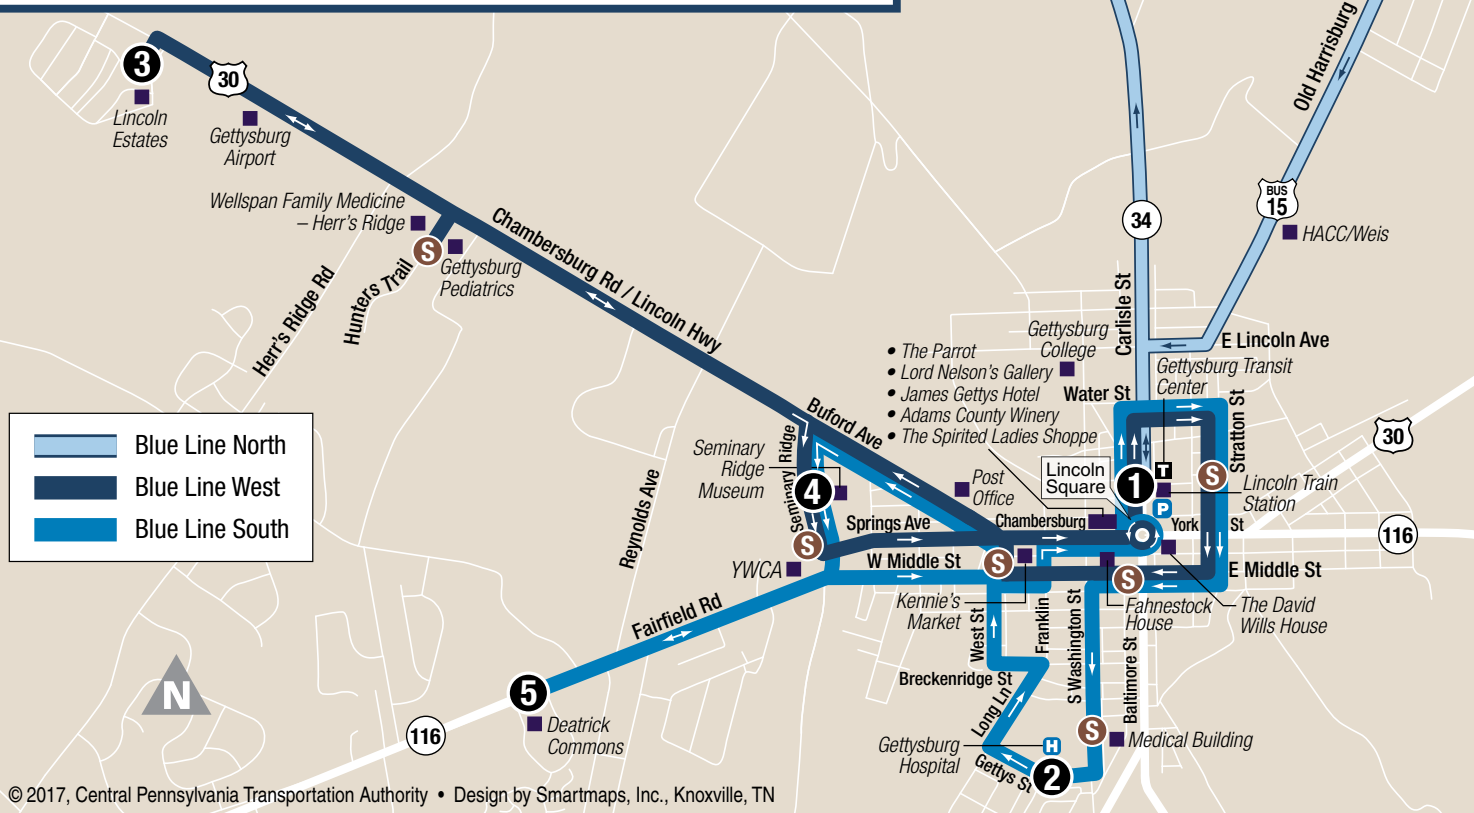 3
30
Lincoln
Estates
Gettysburg
Airport
Wellspan Family Medicine
– Herr's Ridge
S
Gettysburg
Pediatrics
Hunters Trail
Herr's Ridge Rd
Chambersburg Rd / Lincoln Hwy
Old Harrisburg
BUS
15
34
HACC/Weis
Carlisle St
E Lincoln Ave
Gettysburg
College
Gettysburg Transit
Center
• The Parrot
• Lord Nelson's Gallery
• James Gettys Hotel
• Adams County Winery
• The Spirited Ladies Shoppe
Water St
Stratton St
30
Blue Line North
Blue Line West
Blue Line South
Buford Ave
Seminary
Ridge
Museum
Seminary Ridge
4
Reynolds Ave
Post
Office
Lincoln
Square
1
T
P
S
Lincoln Train
Station
Springs Ave
Chambersburg
York
St
116
S
YWCA
W Middle St
S
S
E Middle St
Kennie's
Market
Fahnestock
House
The David
Wills House
Fairfield Rd
West St
Franklin
S Washington St
Baltimore St
Breckenridge St
Long Ln
N
5
Deatrick
Commons
116
Gettysburg
Hospital
H
S
Medical Building
Gettys St
2
© 2017, Central Pennsylvania Transportation Authority • Design by Smartmaps, Inc., Knoxville, TN